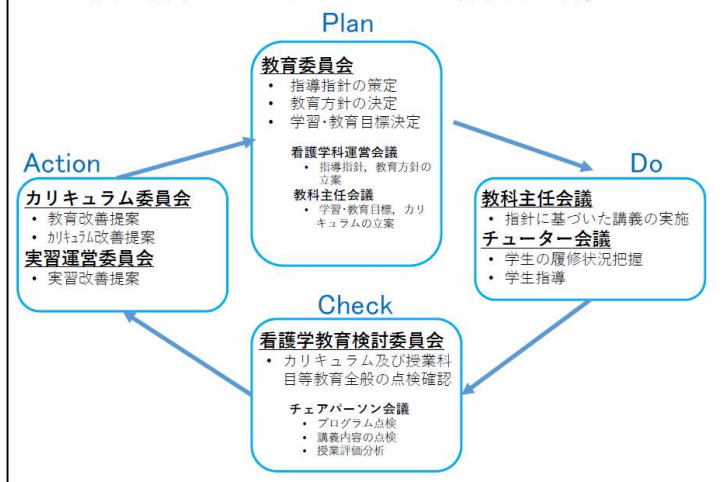 Plan
教育委員会
• 指導指針の策定
• 教育方針の決定
• 学習・教育目標決定
看護学科運営会議
• 指導指針，教育方針の
立案
教科主任会議
• 学習・教育目標，カリ
キュラムの立案
Do
教科主任会議
• 指針に基づいた講義の実施
チューター会議
• 学生の履修状況把握
• 学生指導
Check
看護学教育検討委員会
• カリキュラム及び授業科
目等教育全般の点検確認
チェアパーソン会議
• プログラム点検
• 講義内容の点検
• 授業評価分析
Action
カリキュラム委員会
• 教育改善提案
• ｶﾘｷｭﾗﾑ改善提案
実習運営委員会
• 実習改善提案